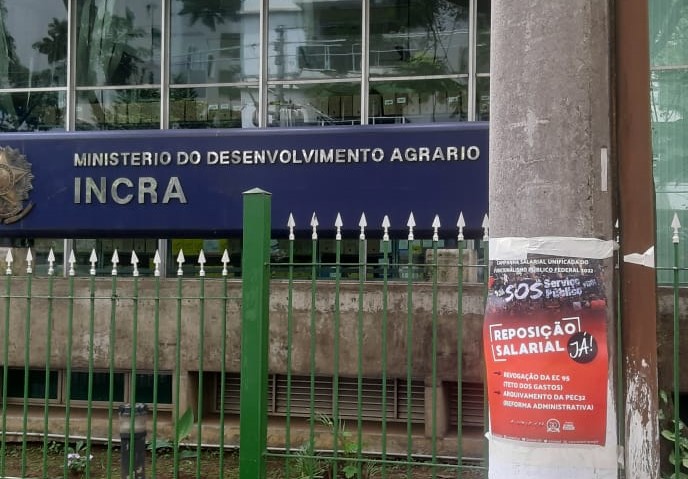 MINISTERIO DO DESENVOLVIMENTO AGRARIO
INCRA
SALARIAL UNIFICADA DO
FUNCIONALISMO PÚBLICO FEDERAL 2022
SOS Serviço
Público
REPOSIÇÃO
SALARIAL JÁ!
REVOGAÇÃO DA EC 95
(TETO DOS GASTOS)
ARQUIVAMENTO DA PEC32
(REFORMA ADMINISTRATIVA)